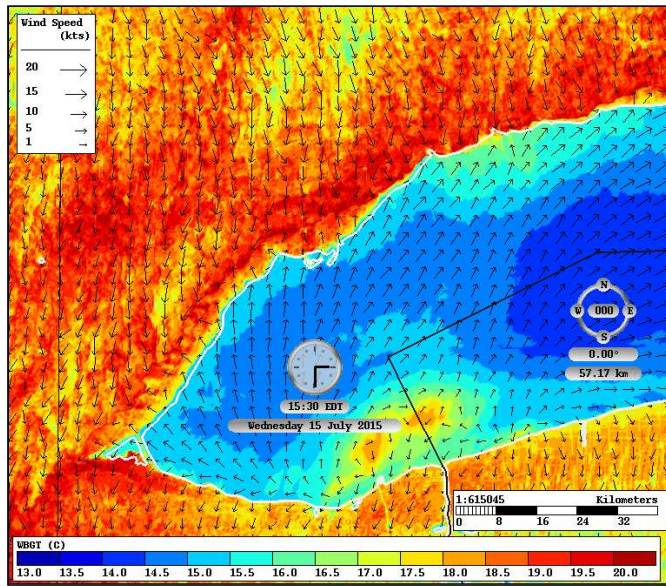 Wind Speed
(kts)
20
15
10
5
1
N
W 000 E
S
0.00°
57.17 km
15:30 EDT
Wednesday 15 July 2015
1:615045 Kilometers
0 8 16 24 32
WBGT (C)
13.0 13.5 14.0 14.5 15.0 15.5 16.0 16.5 17.0 17.5 18.0 18.5 19.0 19.5 20.0